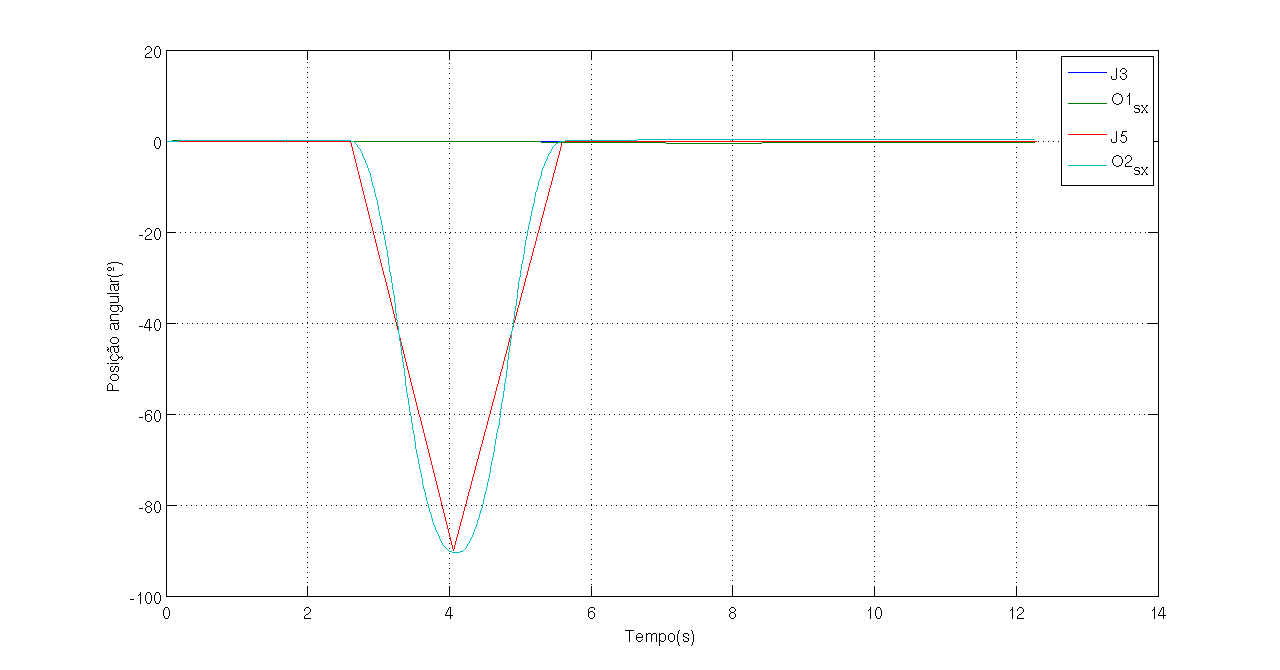 20
0
-20
-40
-60
-80
-100
0 2 4 6 8 10 12 14
Posição angular(º)
Tempo(s)
J3
O1sx
J5
O2sx